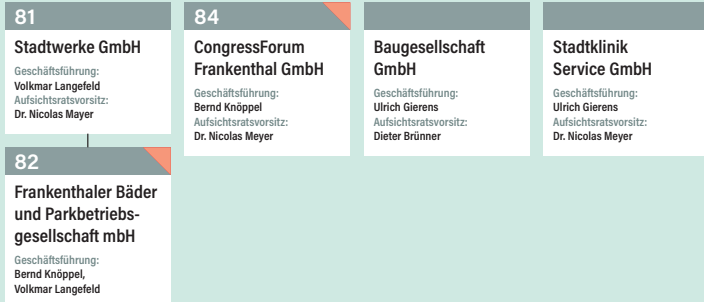 81
Stadtwerke GmbH
Geschäftsführung:
Volkmar Langefeld
Aufsichtsratsvorsitz:
Dr. Nicolas Mayer
82
Frankenthaler Bäder
und Parkbetriebs-
gesellschaft mbH
Geschäftsführung:
Bernd Knöppel,
Volkmar Langefeld
84
CongressForum
Frankenthal GmbH
Geschäftsführung:
Bernd Knöppel
Aufsichtsratsvorsitz:
Dr. Nicolas Meyer
Baugesellschaft
GmbH
Geschäftsführung:
Ulrich Gierens
Aufsichtsratsvorsitz:
Dieter Brünner
Stadtklinik
Service GmbH
Geschäftsführung:
Ulrich Gierens
Aufsichtsratsvorsitz:
Dr. Nicolas Meyer